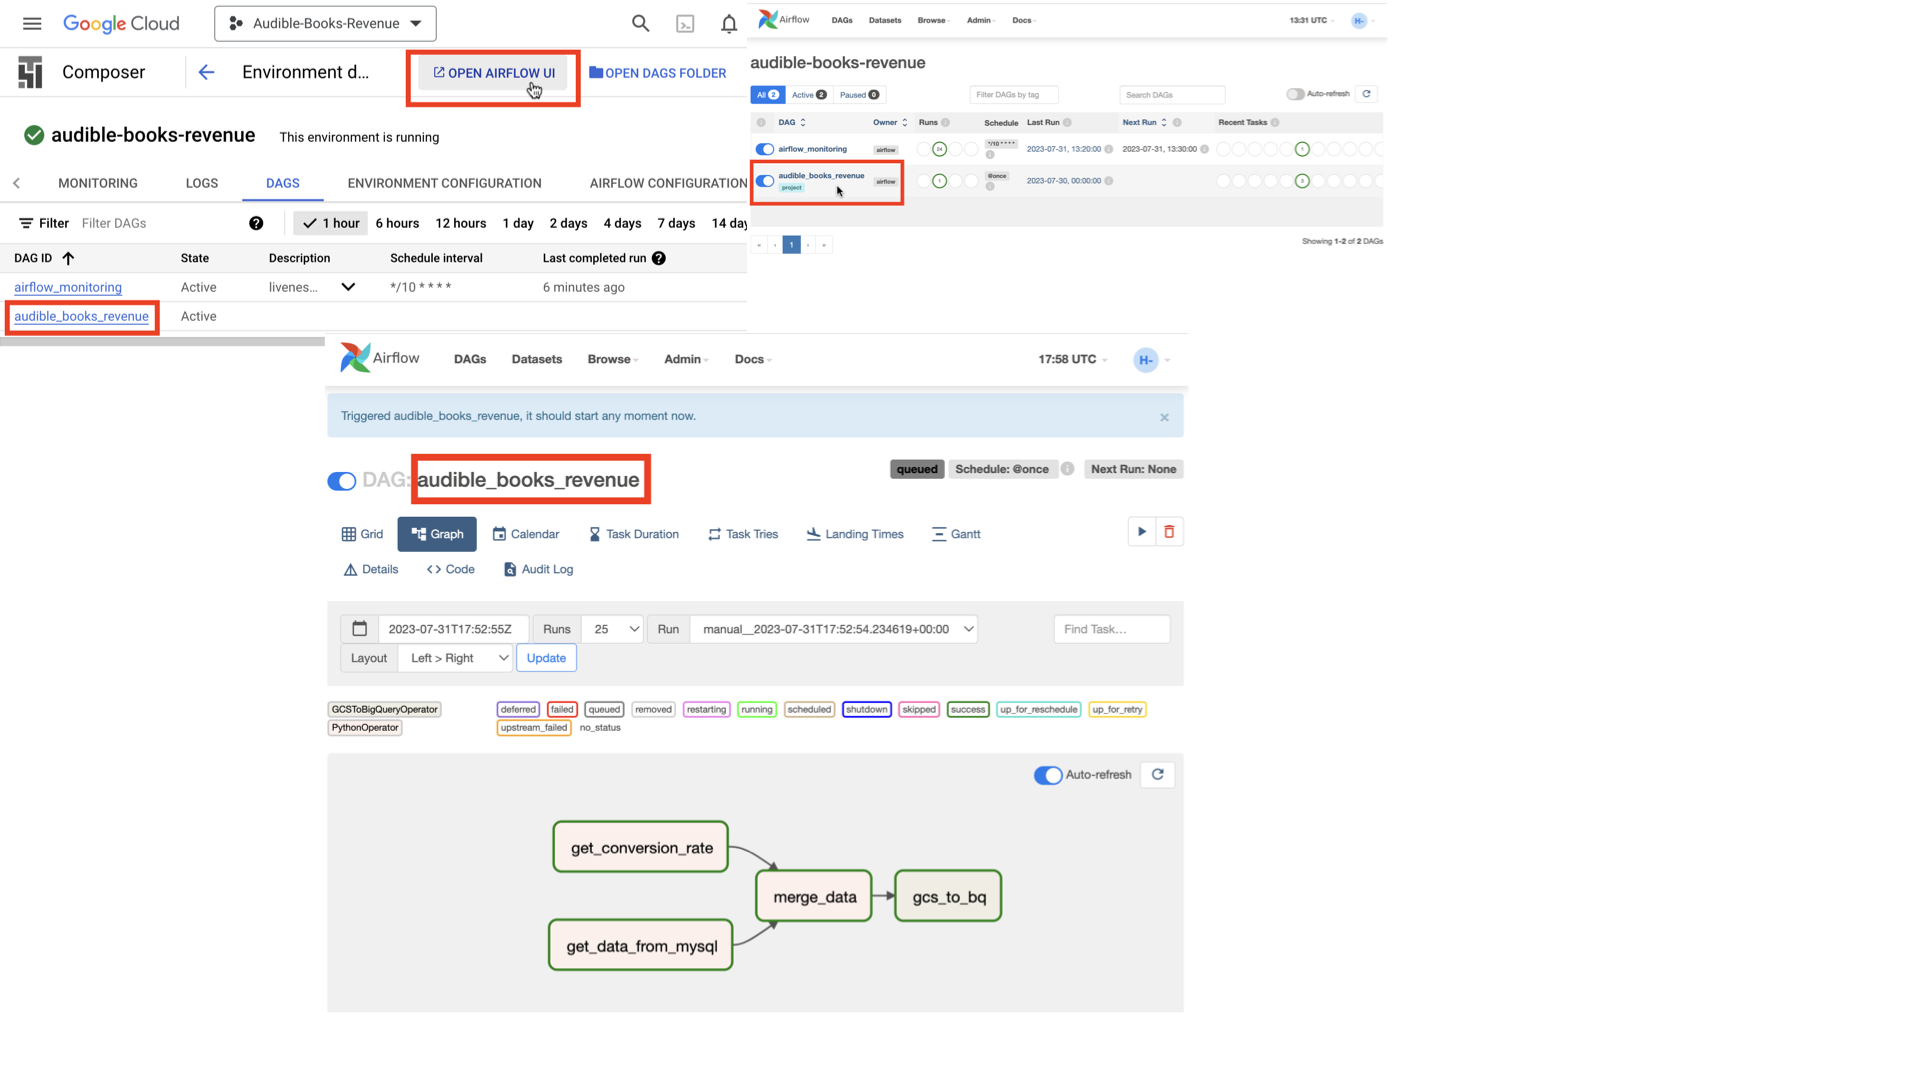 Google Cloud Audible-Books-Revenue
Composer Environment d... OPEN AIRFLOW UI OPEN DAGS FOLDER
audible-books-revenue This environment is running
MONITORING LOGS DAGS ENVIRONMENT CONFIGURATION AIRFLOW CONFIGURATION
Filter Filter DAGs ? 1 hour 6 hours 12 hours 1 day 2 days 4 days 7 days 14 day
DAG ID State Description Schedule interval Last completed run ?
airflow_monitoring Active livenes... */10 * * * * 6 minutes ago
audible_books_revenue Active
Airflow DAGs Datasets Browse Admin Docs 13:31 UTC H-
audible-books-revenue
All 2 Active 2 Paused 0 Filter DAGs by tag Search DAGs Auto-refresh
DAG Owner Runs Schedule Last Run Next Run Recent Tasks
airflow_monitoring airflow 24 */10 * * * * 2023-07-31, 13:20:00 2023-07-31, 13:30:00 1
audible_books_revenue airflow 1 @once 2023-07-30, 00:00:00
project
« ‹ 1 › » Showing 1-2 of 2 DAGs
Airflow DAGs Datasets Browse Admin Docs 17:58 UTC H-
Triggered audible_books_revenue, it should start any moment now. ×
DAG: audible_books_revenue queued Schedule: @once Next Run: None
Grid Graph Calendar Task Duration Task Tries Landing Times Gantt
Details Code Audit Log
2023-07-31T17:52:55Z Runs 25 Run manual__2023-07-31T17:52:54.234619+00:00 Find Task...
Layout Left > Right Update
GCSToBigQueryOperator deferred failed queued removed restarting running scheduled shutdown skipped success up_for_reschedule up_for_retry
PythonOperator upstream_failed no_status
Auto-refresh
get_conversion_rate
merge_data gcs_to_bq
get_data_from_mysql